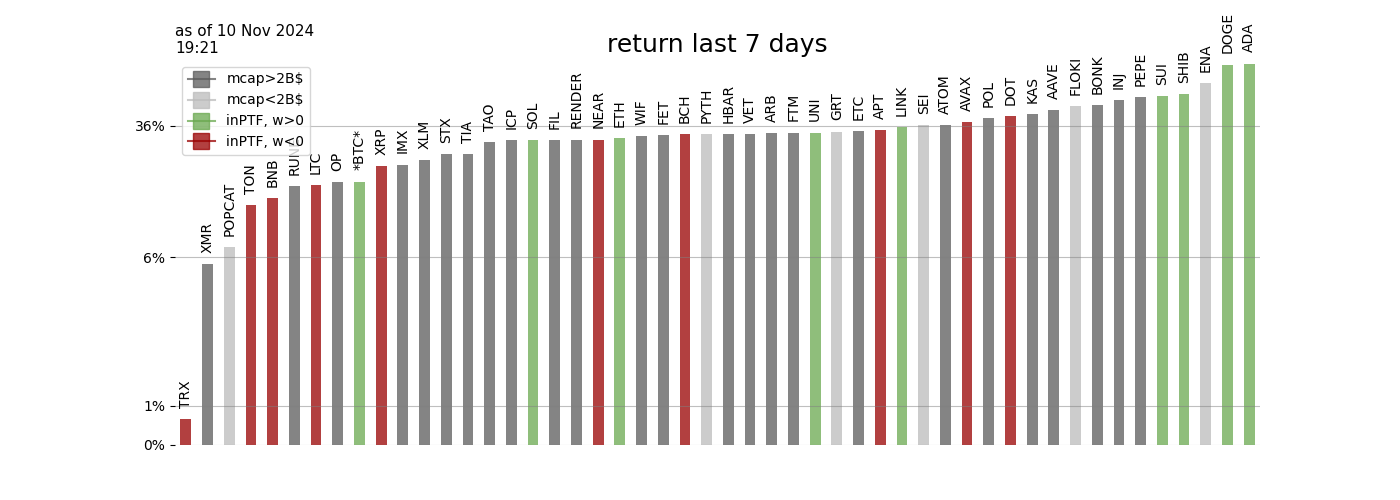 as of 10 Nov 2024
19:21
return last 7 days
mcap>2B$
mcap<2B$
inPTF, w>0
inPTF, w<0
36%
6%
1%
0%
TRX
XMR
POPCAT
TON
BNB
LTC
OP
*BTC*
XRP
IMX
XLM
STX
TIA
TAO
ICP
SOL
FIL
RENDER
NEAR
ETH
WIF
FET
BCH
PYTH
HBAR
VET
ARB
FTM
UNI
GRT
ETC
APT
LINK
SEI
ATOM
AVAX
POL
DOT
KAS
AAVE
FLOKI
BONK
INJ
PEPE
SUI
SHIB
ENA
DOGE
ADA